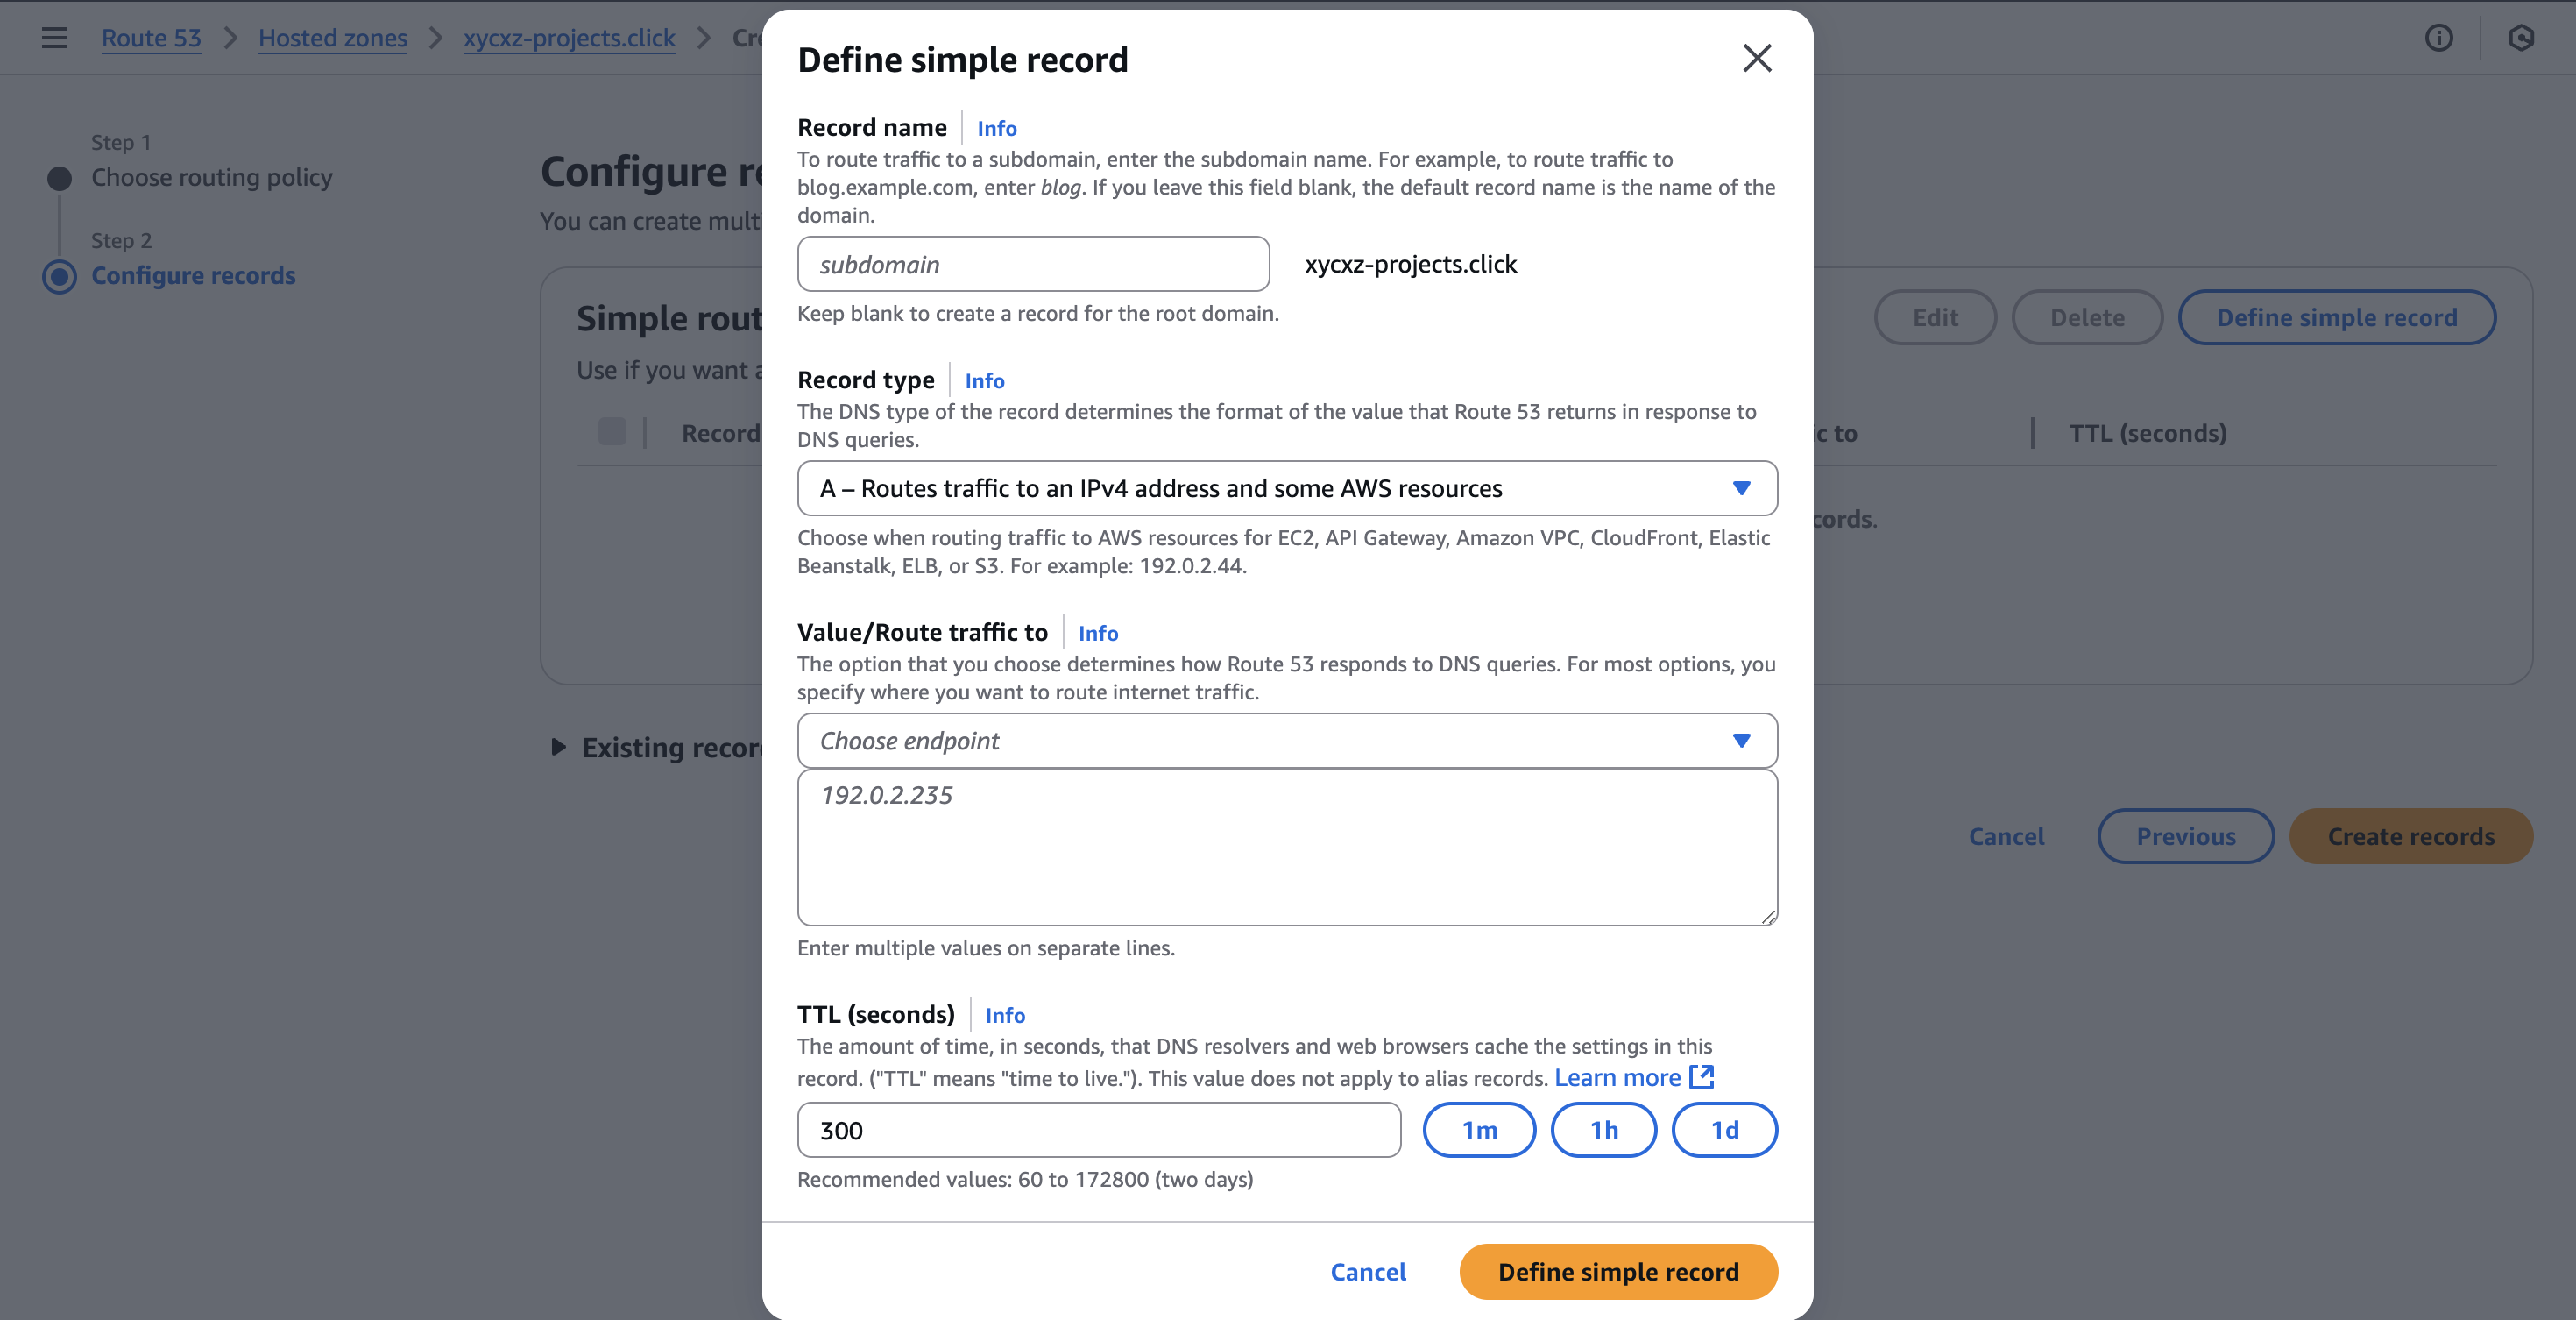 Route 53 > Hosted zones > xycxz-projects.click >
Step 1
Choose routing policy
Step 2
Configure records
Configure
You can create
Simple
Use if you want
Record
Existing
Edit
Delete
Define simple record
to
TTL (seconds)
Cancel
Previous
Create records
Define simple record
Record name
Info
To route traffic to a subdomain, enter the subdomain name. For example, to route traffic to
blog.example.com, enter blog. If you leave this field blank, the default record name is the name of the
domain.
subdomain
xycxz-projects.click
Keep blank to create a record for the root domain.
Record type
Info
The DNS type of the record determines the format of the value that Route 53 returns in response to
DNS queries.
A – Routes traffic to an IPv4 address and some AWS resources
Choose when routing traffic to AWS resources for EC2, API Gateway, Amazon VPC, CloudFront, Elastic
Beanstalk, ELB, or S3. For example: 192.0.2.44.
Value/Route traffic to
Info
The option that you choose determines how Route 53 responds to DNS queries. For most options, you
specify where you want to route internet traffic.
Choose endpoint
192.0.2.235
Enter multiple values on separate lines.
TTL (seconds)
Info
The amount of time, in seconds, that DNS resolvers and web browsers cache the settings in this
record. ("TTL" means "time to live."). This value does not apply to alias records. Learn more
300
1m
1h
1d
Recommended values: 60 to 172800 (two days)
Cancel
Define simple record